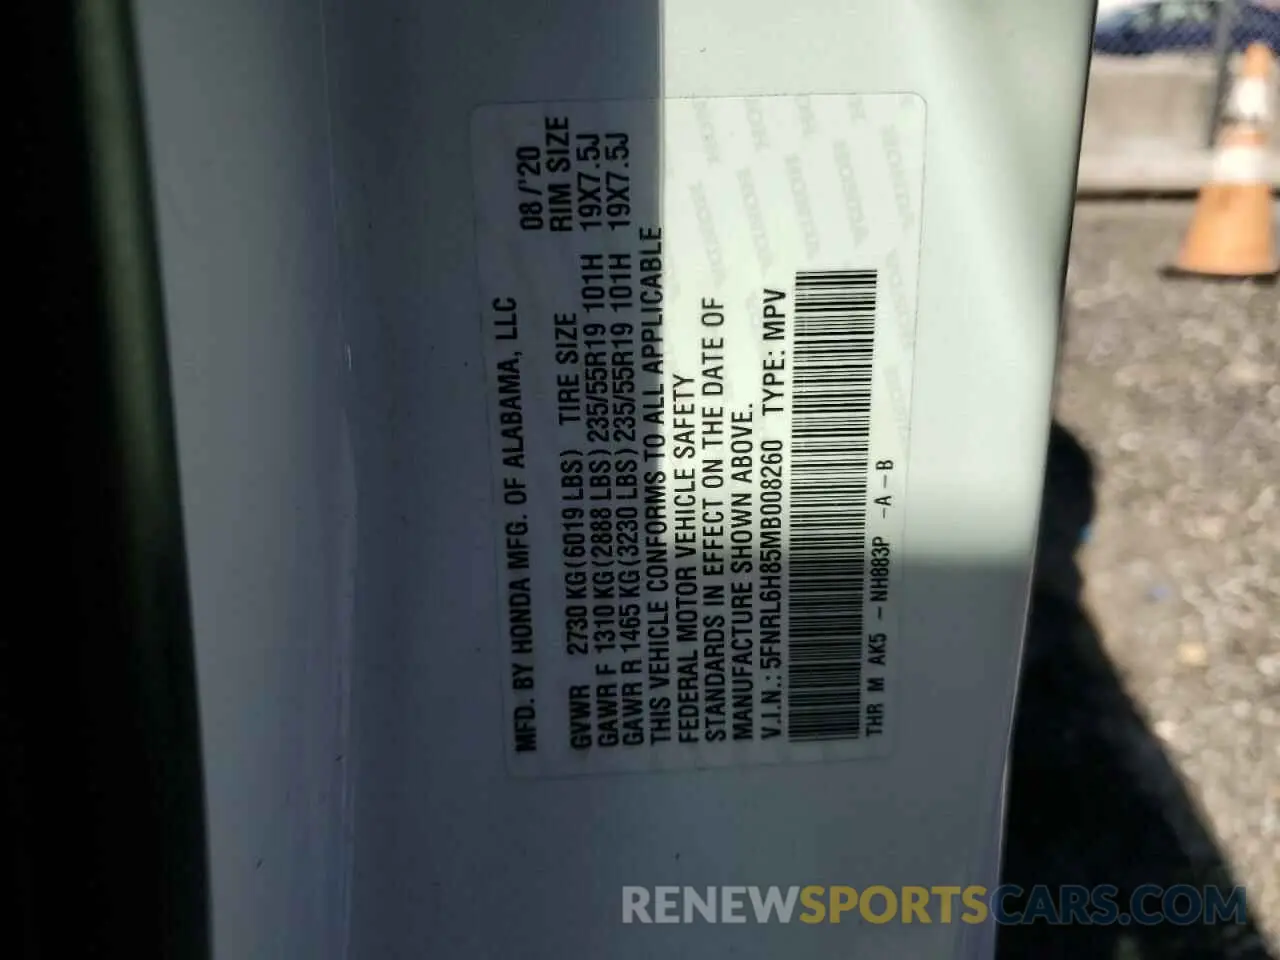 MFD. BY HONDA MFG. OF ALABAMA, LLC 08/'20
GVWR 2730 KG(6019 LBS) TIRE SIZE RIM SIZE
GAWR F 1310 KG(2888 LBS) 235/55R19 101H 19X7.5J
GAWR R 1465 KG(3230 LBS) 235/55R19 101H 19X7.5J
THIS VEHICLE CONFORMS TO ALL APPLICABLE
FEDERAL MOTOR VEHICLE SAFETY
STANDARDS IN EFFECT ON THE DATE OF
MANUFACTURE SHOWN ABOVE.
V.I.N.: 5FNRL6H85MB008260 TYPE: MPV
THR M AK5 - NH883P -A-B
RENEWSPORTSCARS.COM